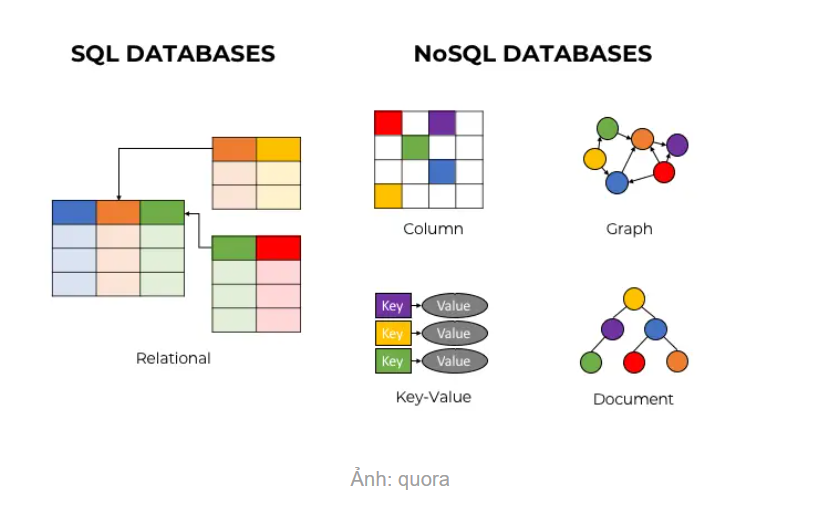 SQL DATABASES
NoSQL DATABASES
Relational
Column
Graph
Key Value
Key Value
Key Value
Key-Value
Document
Ảnh: quora